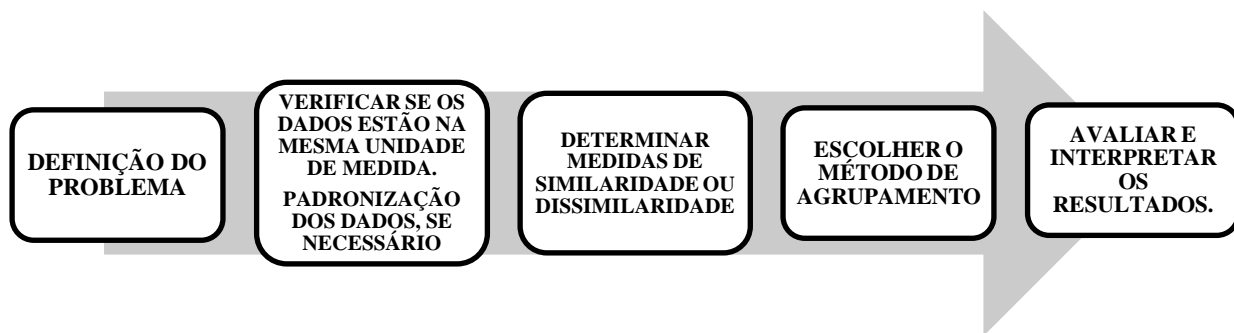 DEFINIÇÃO DO
PROBLEMA
VERIFICAR SE OS
DADOS ESTÃO NA
MESMA UNIDADE
DE MEDIDA.
PADRONIZAÇÃO
DOS DADOS, SE
NECESSÁRIO
DETERMINAR
MEDIDAS DE
SIMILARIDADE OU
DISSIMILARIDADE
ESCOLHER O
MÉTODO DE
AGRUPAMENTO
AVALIAR E
INTERPRETAR
OS
RESULTADOS.